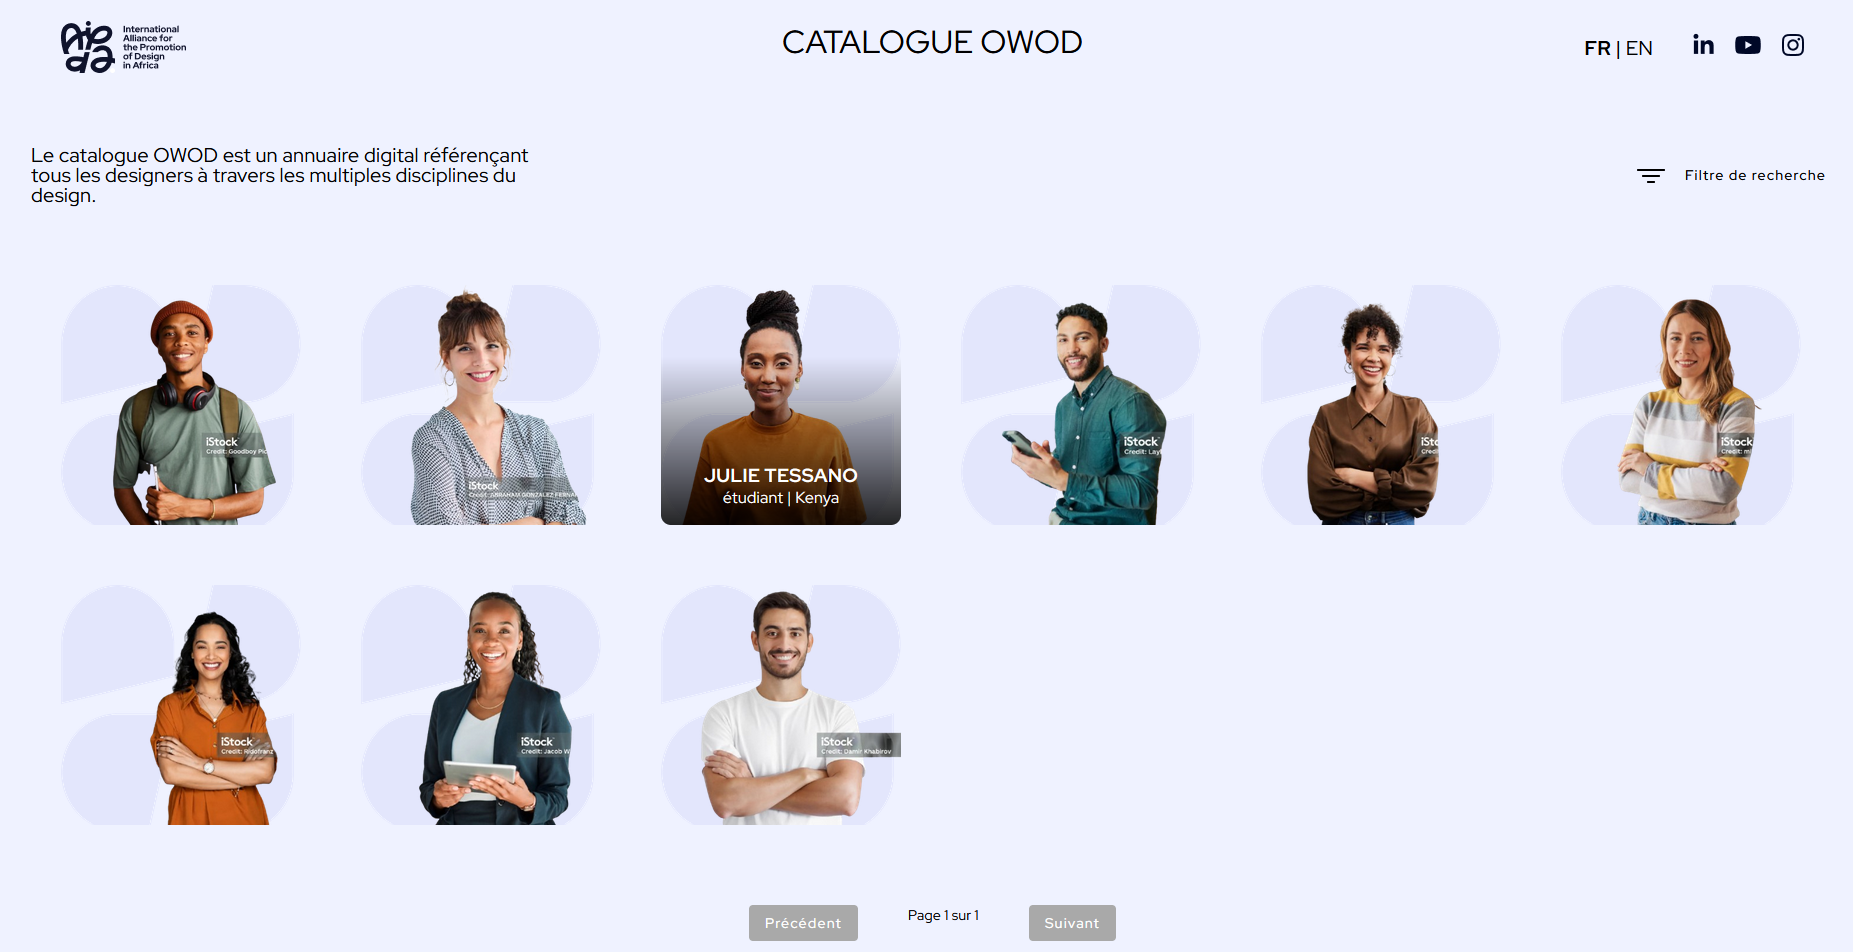 International
Alliance for
the Promotion
of Design
in Africa
CATALOGUE OWOD
FR | EN
Le catalogue OWOD est un annuaire digital référençant
tous les designers à travers les multiples disciplines du
design.
Filtre de recherche
iStock
Credit: Goodboy Pic
iStock
Credit: ABRAHAM GONZALEZ FERNA
JULIE TESSANO
étudiant | Kenya
iStock
Credit: Layl
iSto
Credi
iStock
Credit: m
iStock
Credit: Ridofranz
iStock
Credit: Jacob W
iStock
Credit: Damir Khabirov
Précédent
Page 1 sur 1
Suivant